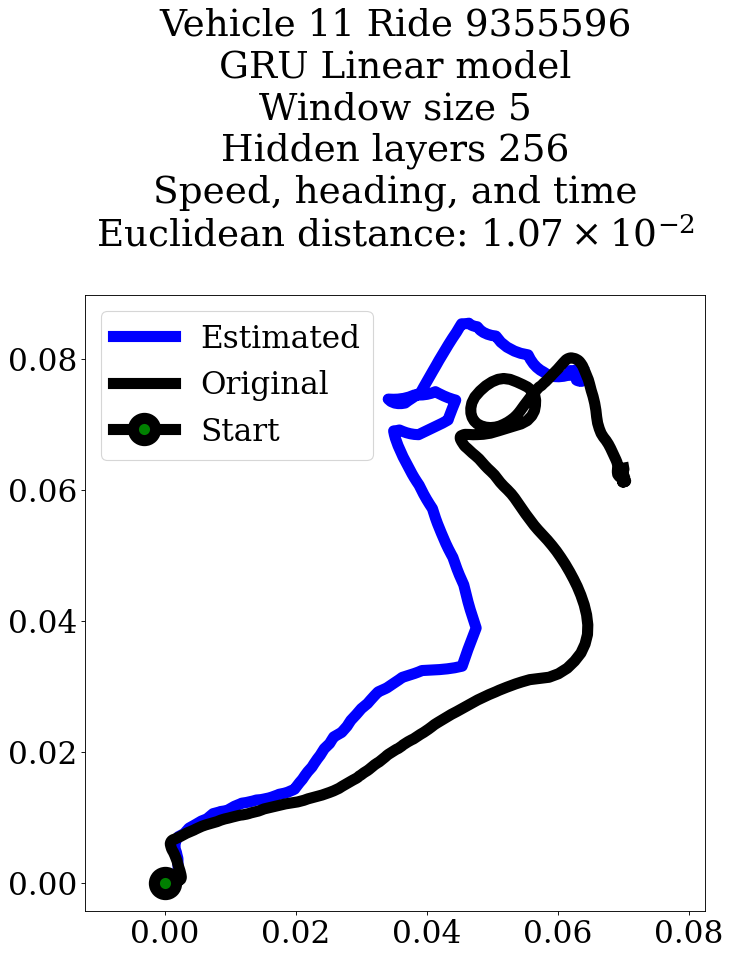 Vehicle 11 Ride 9355596
GRU Linear model
Window size 5
Hidden layers 256
Speed, heading, and time
Euclidean distance: 1.07 × 10⁻²
Estimated
Original
Start
0.08
0.06
0.04
0.02
0.00
0.00 0.02 0.04 0.06 0.08